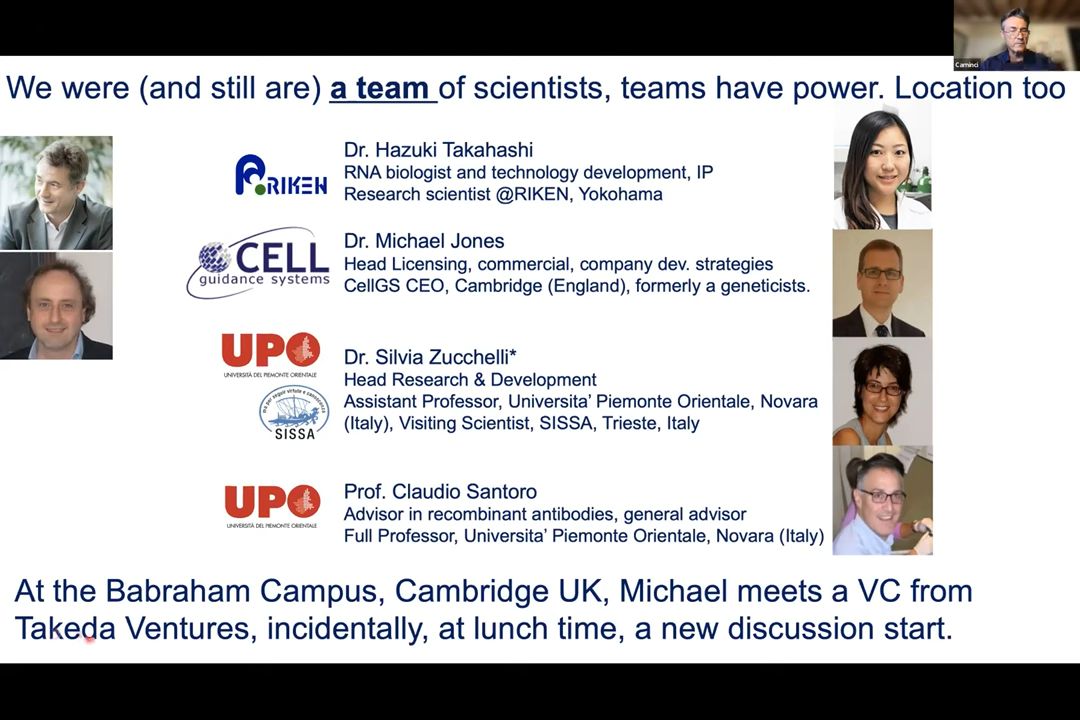 Carninci
We were (and still are) a team of scientists, teams have power. Location too
RIKEN
Dr. Hazuki Takahashi
RNA biologist and technology development, IP
Research scientist @RIKEN, Yokohama
CELL
guidance systems
Dr. Michael Jones
Head Licensing, commercial, company dev. strategies
CellGS CEO, Cambridge (England), formerly a geneticists.
UPO
UNIVERSITÀ DEL PIEMONTE ORIENTALE
SISSA
Dr. Silvia Zucchelli*
Head Research & Development
Assistant Professor, Universita’ Piemonte Orientale, Novara
(Italy), Visiting Scientist, SISSA, Trieste, Italy
UPO
UNIVERSITÀ DEL PIEMONTE ORIENTALE
Prof. Claudio Santoro
Advisor in recombinant antibodies, general advisor
Full Professor, Universita’ Piemonte Orientale, Novara (Italy)
At the Babraham Campus, Cambridge UK, Michael meets a VC from
Takeda Ventures, incidentally, at lunch time, a new discussion start.